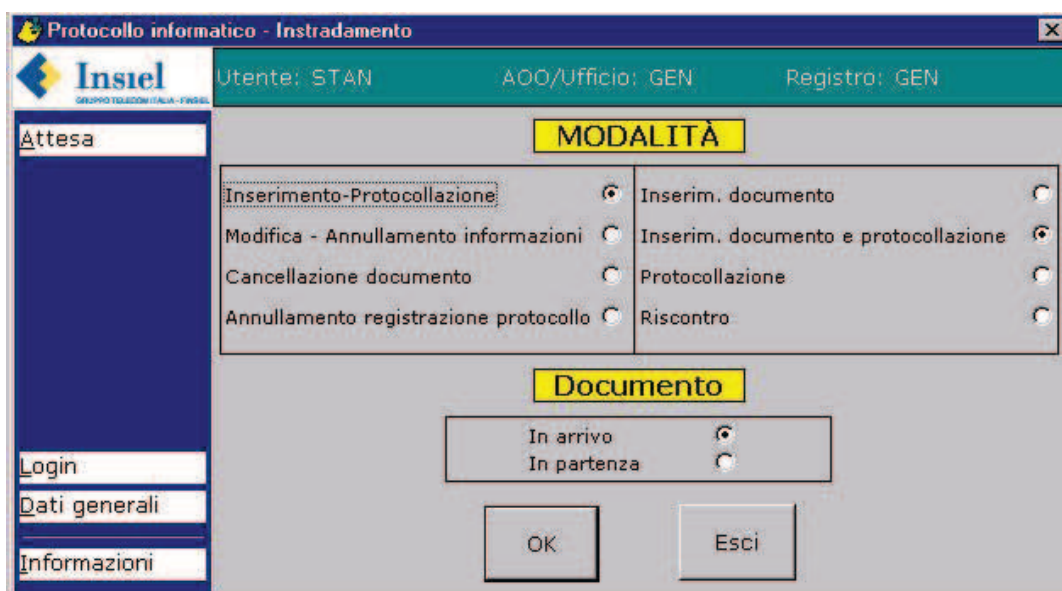 Protocollo informatico - Instradamento
Insiel
GRUPPO TELECOM ITALIA - FINSIEL
Utente: STAN AOO/Ufficio: GEN Registro: GEN
Attesa
MODALITÀ
Inserimento-Protocollazione
Modifica - Annullamento informazioni
Cancellazione documento
Annullamento registrazione protocollo
Inserim. documento
Inserim. documento e protocollazione
Protocollazione
Riscontro
Documento
In arrivo
In partenza
Login
Dati generali
Informazioni
OK
Esci